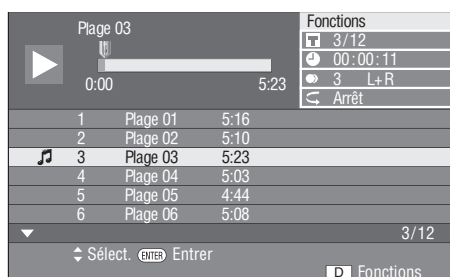 Plage 03
0:00 5:23
Fonctions
T 3/12
00:00:11
3 L+R
Arrêt
1 Plage 01 5:16
2 Plage 02 5:10
3 Plage 03 5:23
4 Plage 04 5:03
5 Plage 05 4:44
6 Plage 06 5:08
3/12
Sélect. ENTER Entrer
D Fonctions